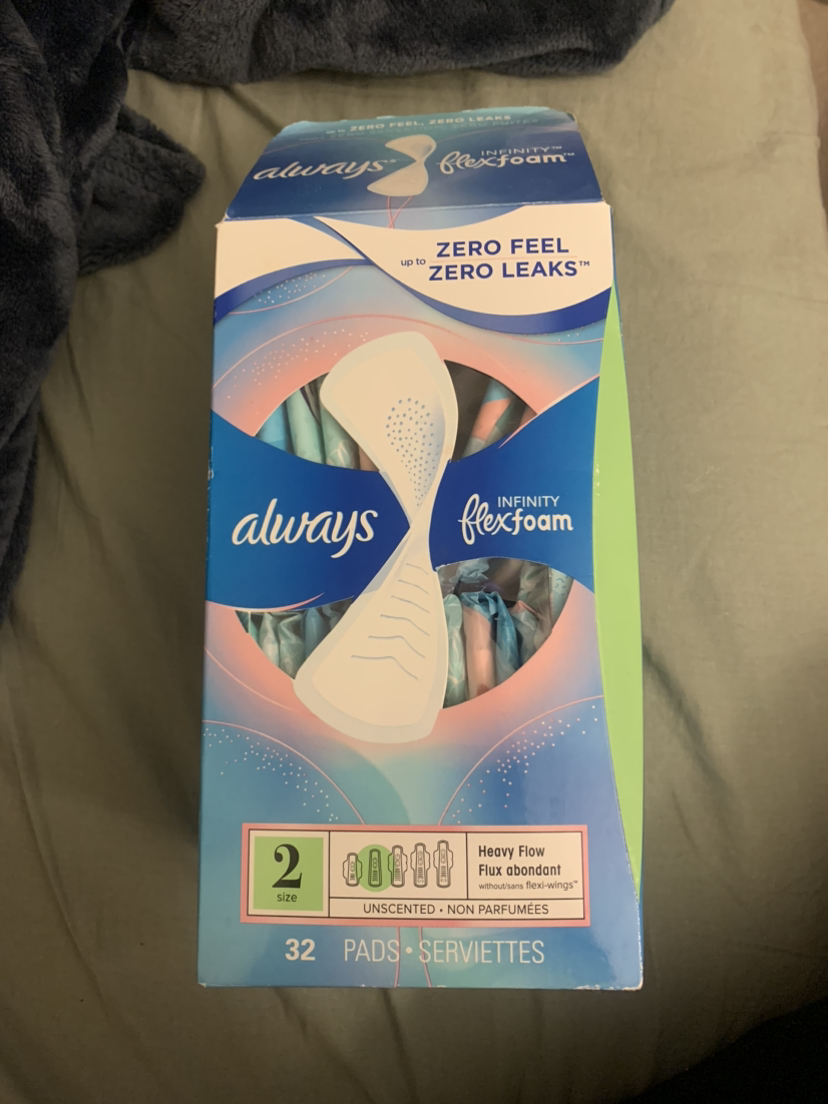 ZERO FEEL, ZERO LEAKS
always® INFINITY™
flexfoam™
up to ZERO FEEL
ZERO LEAKS™
always INFINITY
flexfoam
2
size
Heavy Flow
Flux abondant
without/sans flexi-wings™
UNSCENTED • NON PARFUMÉES
32 PADS • SERVIETTES